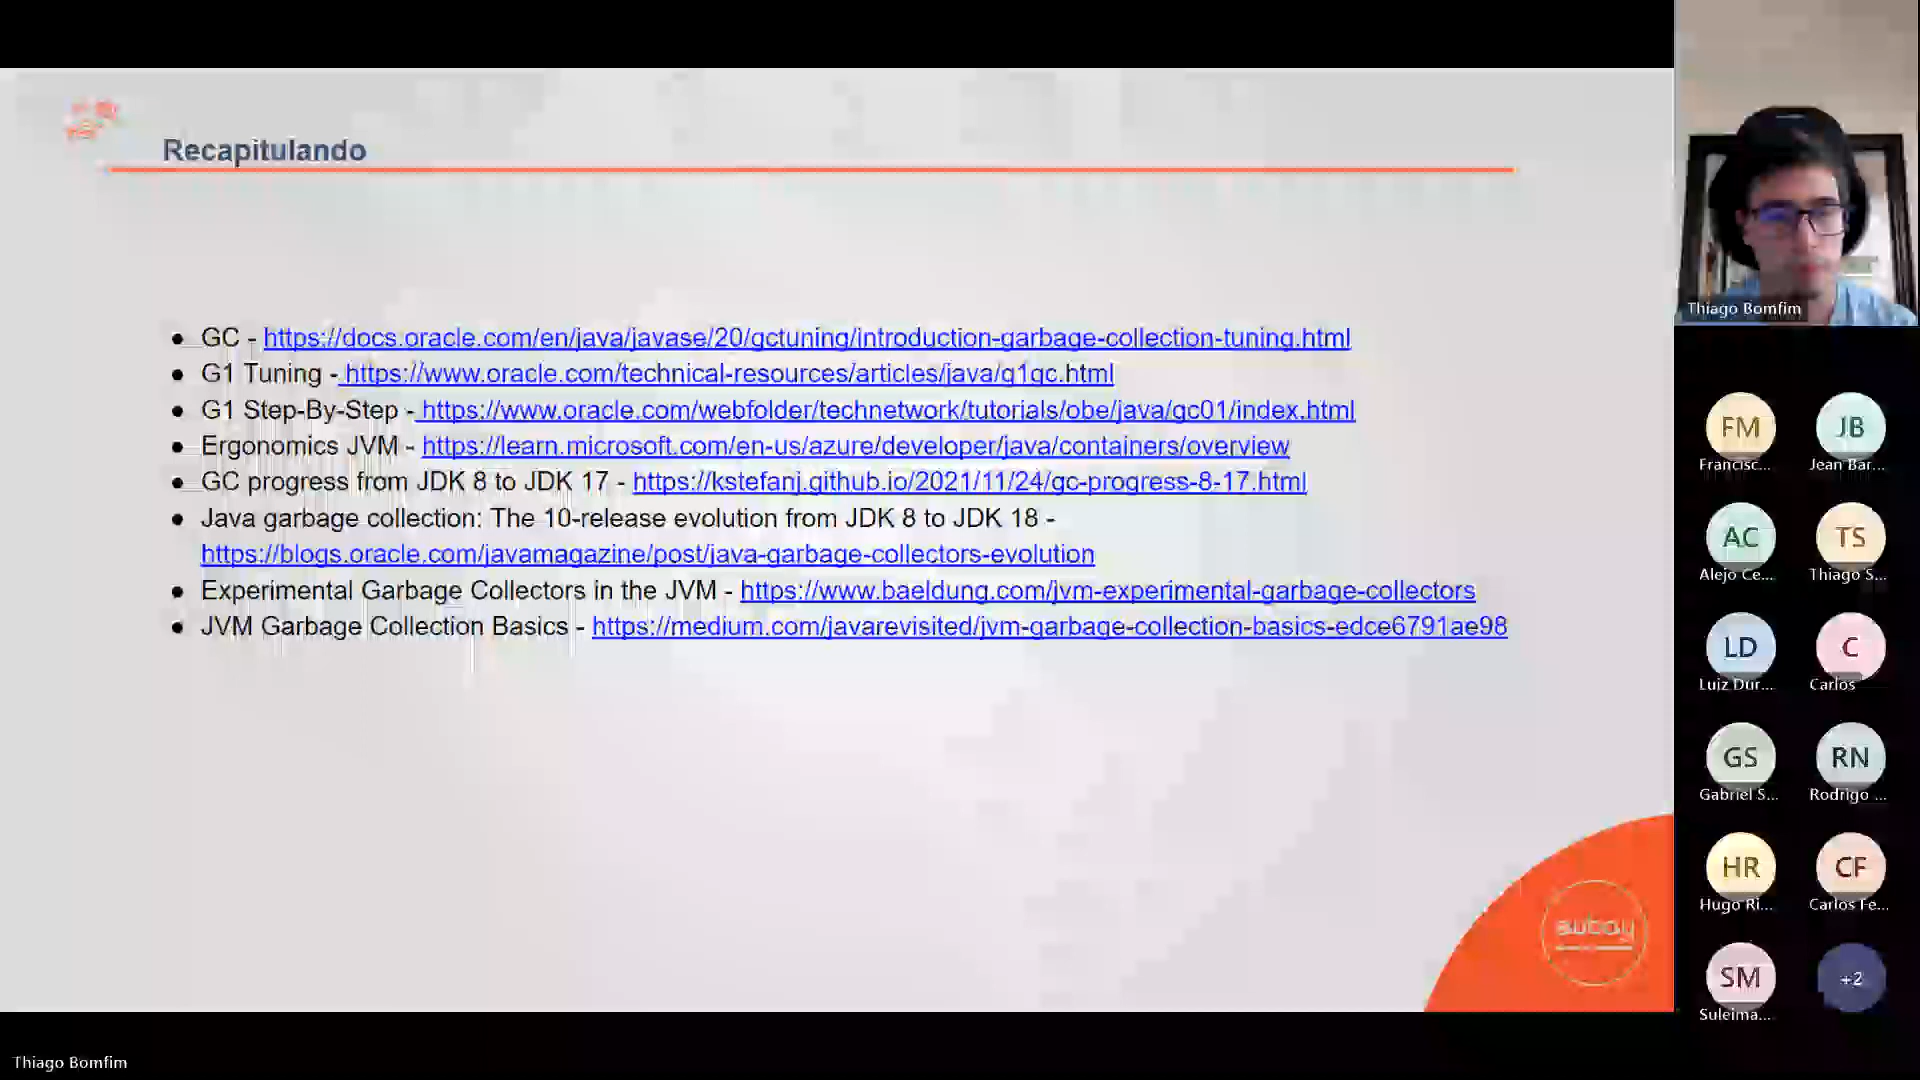 Recapitulando
● GC - https://docs.oracle.com/en/java/javase/20/gctuning/introduction-garbage-collection-tuning.html
● G1 Tuning - https://www.oracle.com/technical-resources/articles/java/g1gc.html
● G1 Step-By-Step - https://www.oracle.com/webfolder/technetwork/tutorials/obe/java/gc01/index.html
● Ergonomics JVM - https://learn.microsoft.com/en-us/azure/developer/java/containers/overview
● GC progress from JDK 8 to JDK 17 - https://kstefanj.github.io/2021/11/24/gc-progress-8-17.html
● Java garbage collection: The 10-release evolution from JDK 8 to JDK 18 -
https://blogs.oracle.com/javamagazine/post/java-garbage-collectors-evolution
● Experimental Garbage Collectors in the JVM - https://www.baeldung.com/jvm-experimental-garbage-collectors
● JVM Garbage Collection Basics - https://medium.com/javarevisited/jvm-garbage-collection-basics-edce6791ae98
aubay
Thiago Bomfim
Thiago Bomfim
FM JB
Francisc... Jean Bar...
AC TS
Alejo Ce... Thiago S...
LD C
Luiz Dur... Carlos
GS RN
Gabriel S... Rodrigo ...
HR CF
Hugo Ri... Carlos Fe...
SM +2
Suleima...